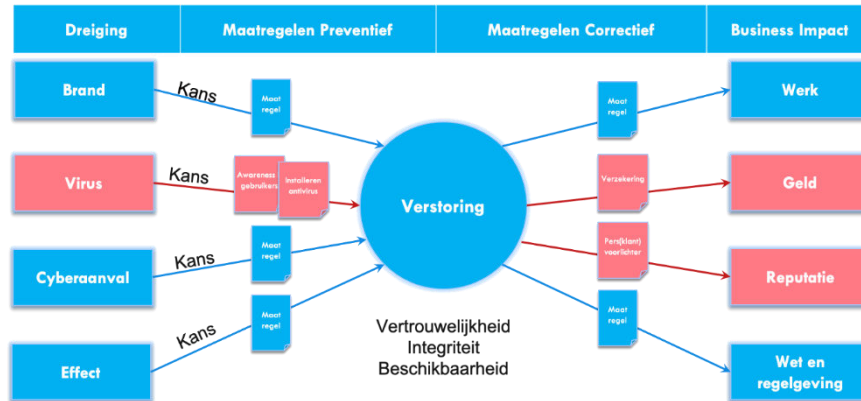 Dreiging
Maatregelen Preventief
Maatregelen Correctief
Business Impact
Brand
Kans
Maat
regel
Maat
regel
Werk
Virus
Kans
Awareness
gebruikers
Installeren
antivirus
Verstoring
Verzekering
Geld
Cyberaanval
Kans
Maat
regel
Pers(klant)
voorlichter
Reputatie
Effect
Kans
Maat
regel
Maat
regel
Wet en
regelgeving
Vertrouwelijkheid
Integriteit
Beschikbaarheid